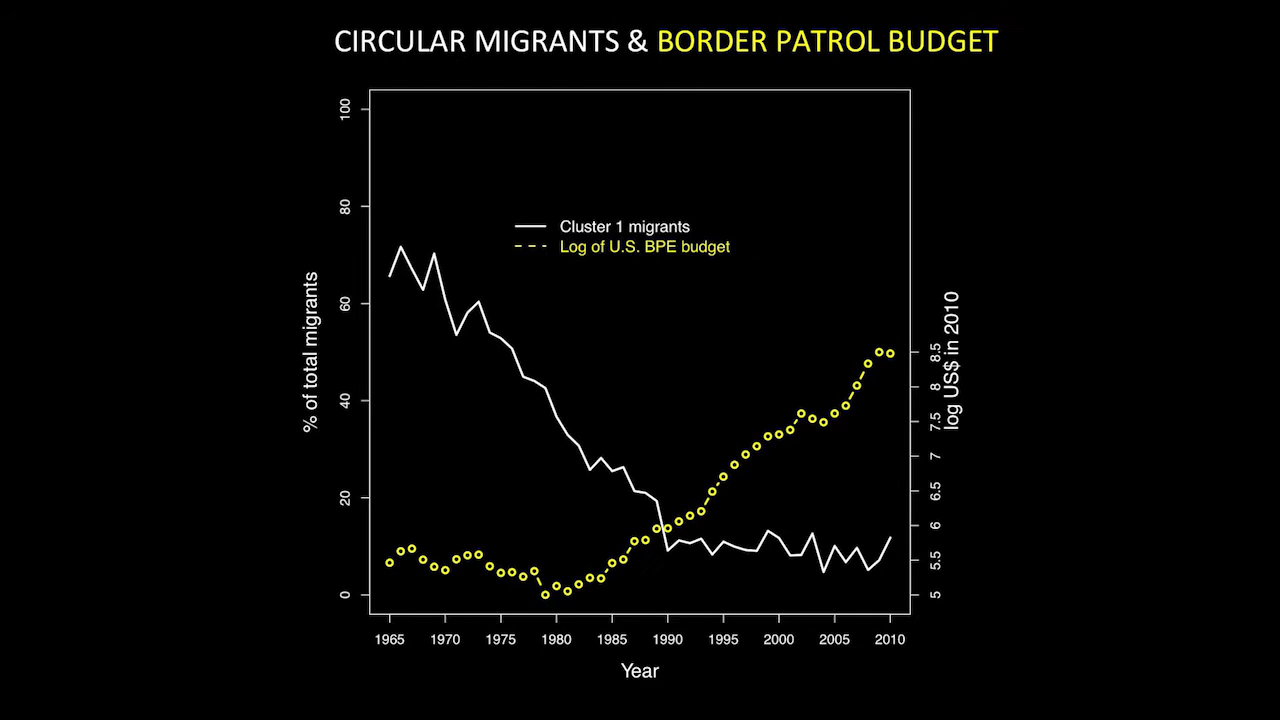 CIRCULAR MIGRANTS & BORDER PATROL BUDGET
Cluster 1 migrants
Log of U.S. BPE budget
% of total migrants
100
80
60
40
20
0
log US$ in 2010
8.5
8
7.5
7
6.5
6
5.5
5
1965 1970 1975 1980 1985 1990 1995 2000 2005 2010
Year